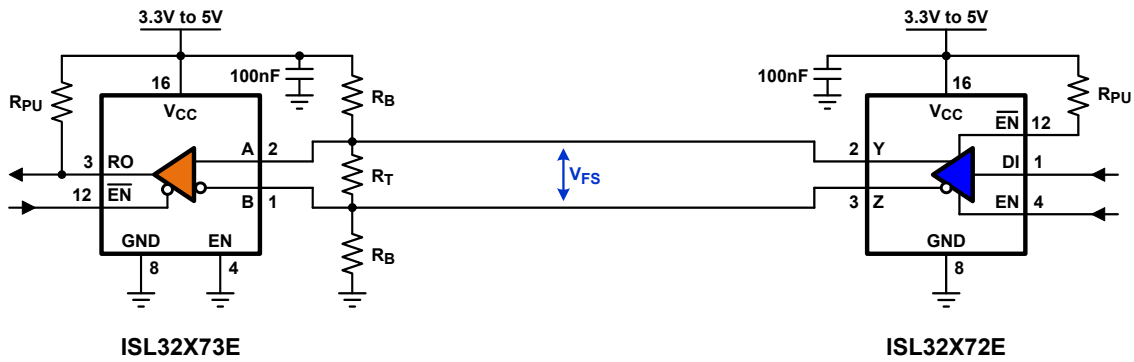 3.3V to 5V
3.3V to 5V
100nF
RPU
RB
16
VCC
100nF
16
VCC
RPU
EN
12
A
2
3
RO
RT
VFS
2
Y
DI
1
12
EN
B
1
3
Z
EN
4
GND
EN
RB
GND
8
4
8
ISL32X73E
ISL32X72E